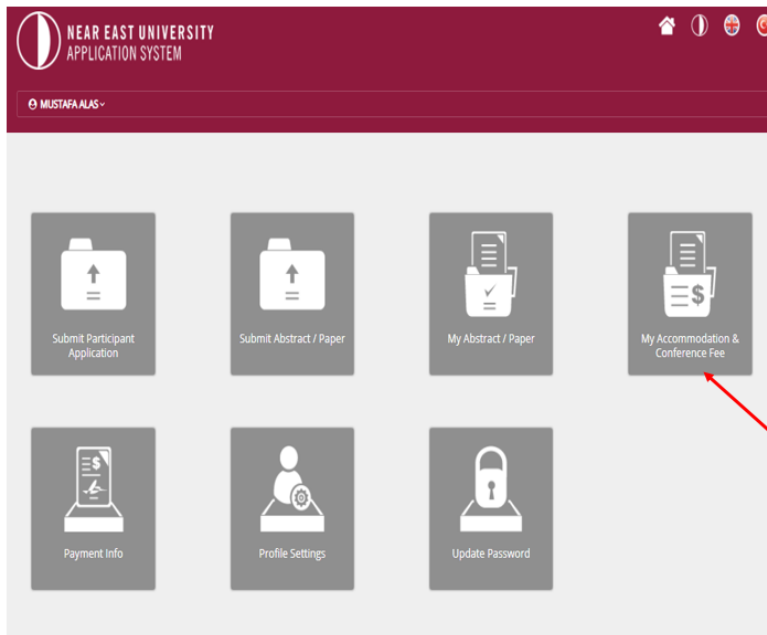 NEAR EAST UNIVERSITY
APPLICATION SYSTEM
MUSTAFA ALAS
Submit Participant
Application
Submit Abstract / Paper
My Abstract / Paper
My Accommodation &
Conference Fee
Payment Info
Profile Settings
Update Password